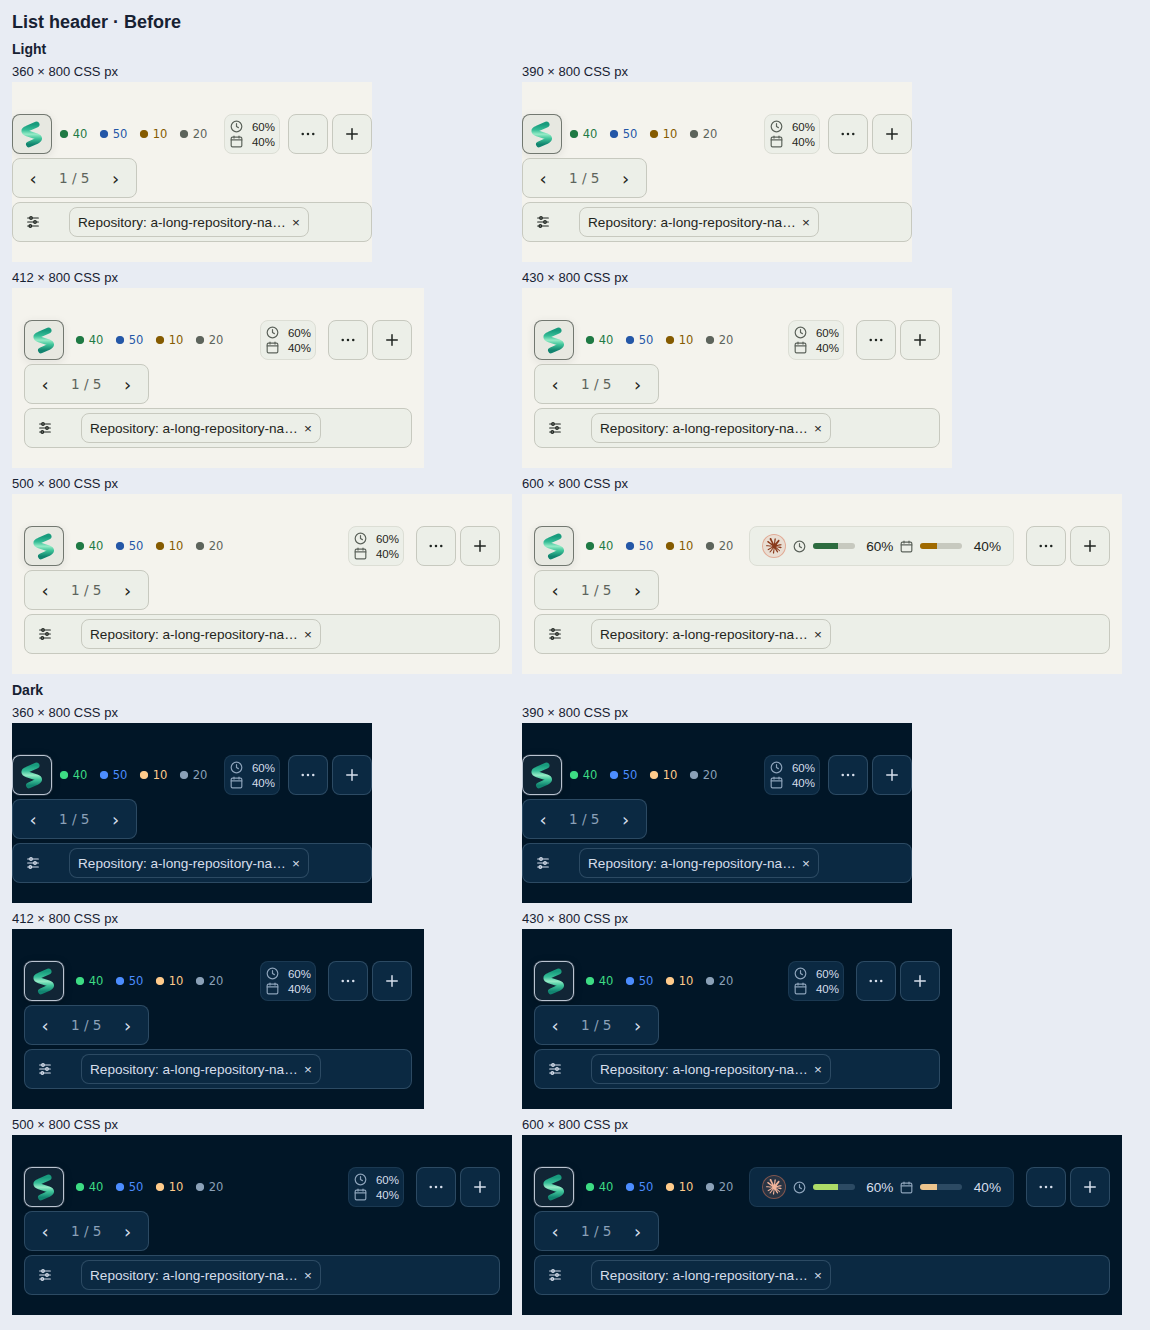 List header · Before
Light
360 × 800 CSS px
40 50 10 20 60% 40% ··· +
‹ 1 / 5 ›
Repository: a-long-repository-na… ×
390 × 800 CSS px
40 50 10 20 60% 40% ··· +
‹ 1 / 5 ›
Repository: a-long-repository-na… ×
412 × 800 CSS px
40 50 10 20 60% 40% ··· +
‹ 1 / 5 ›
Repository: a-long-repository-na… ×
430 × 800 CSS px
40 50 10 20 60% 40% ··· +
‹ 1 / 5 ›
Repository: a-long-repository-na… ×
500 × 800 CSS px
40 50 10 20 60% 40% ··· +
‹ 1 / 5 ›
Repository: a-long-repository-na… ×
600 × 800 CSS px
40 50 10 20 60% 40% ··· +
‹ 1 / 5 ›
Repository: a-long-repository-na… ×
Dark
360 × 800 CSS px
40 50 10 20 60% 40% ··· +
‹ 1 / 5 ›
Repository: a-long-repository-na… ×
390 × 800 CSS px
40 50 10 20 60% 40% ··· +
‹ 1 / 5 ›
Repository: a-long-repository-na… ×
412 × 800 CSS px
40 50 10 20 60% 40% ··· +
‹ 1 / 5 ›
Repository: a-long-repository-na… ×
430 × 800 CSS px
40 50 10 20 60% 40% ··· +
‹ 1 / 5 ›
Repository: a-long-repository-na… ×
500 × 800 CSS px
40 50 10 20 60% 40% ··· +
‹ 1 / 5 ›
Repository: a-long-repository-na… ×
600 × 800 CSS px
40 50 10 20 60% 40% ··· +
‹ 1 / 5 ›
Repository: a-long-repository-na… ×